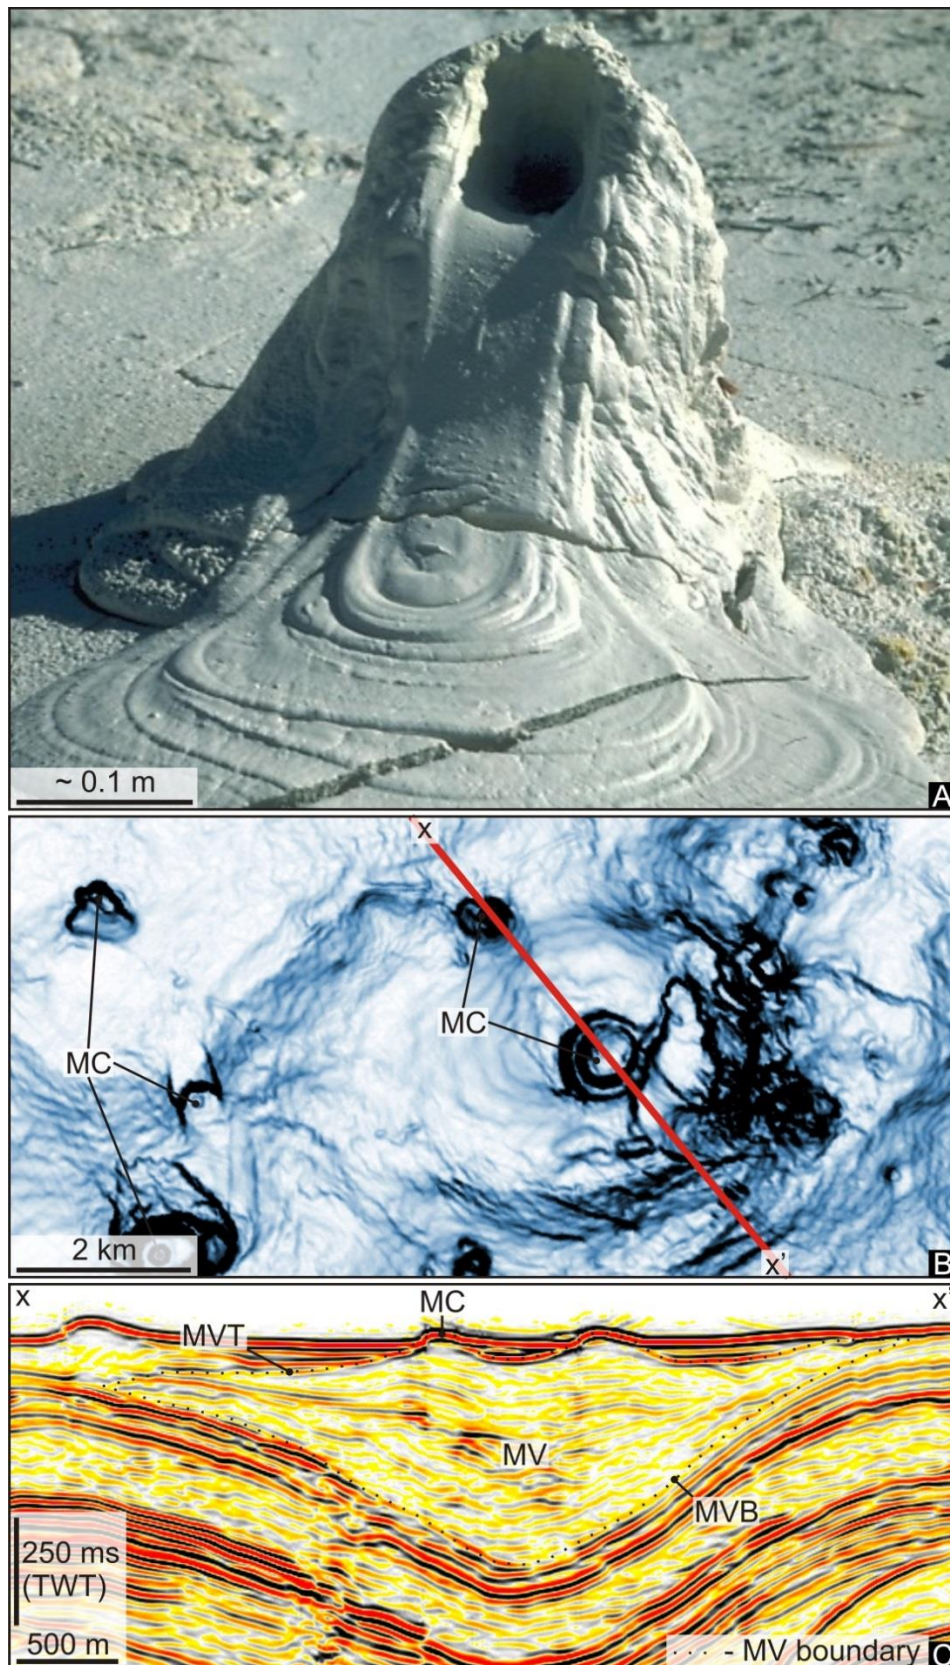 ~ 0.1 m
A
x
MC
MC
2 km
x'
B
x
MC
x'
MVT
MV
MVB
250 ms
(TWT)
500 m
- MV boundary
C